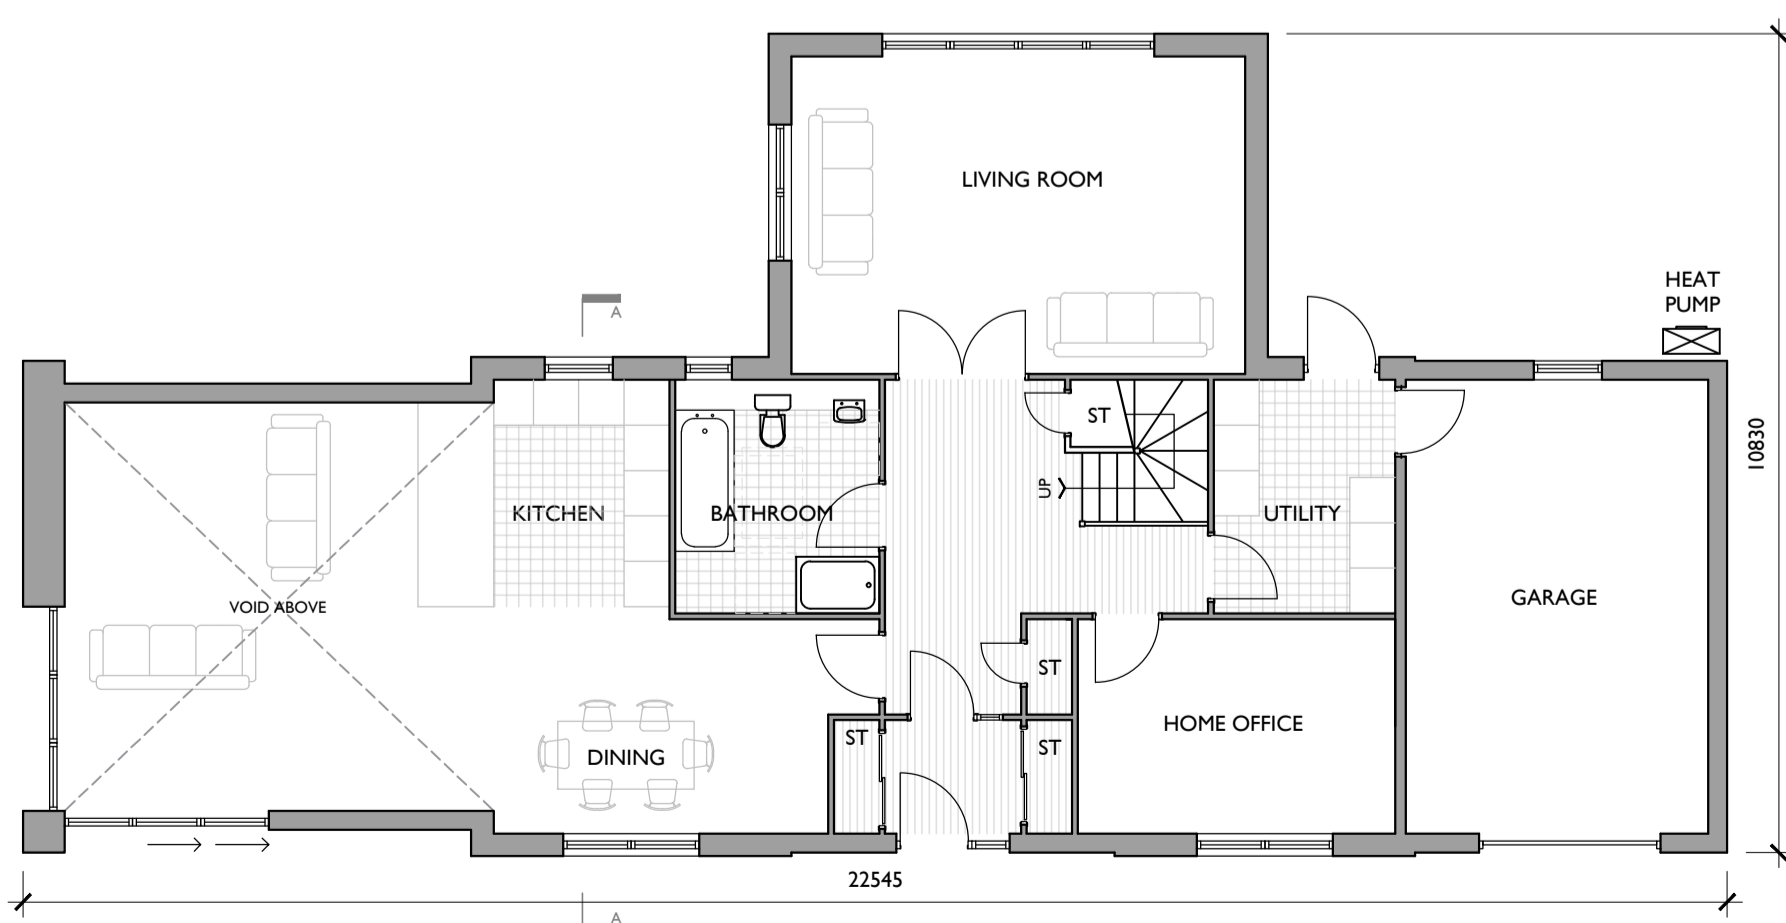 LIVING ROOM
HEAT
PUMP
A
ST
10830
UP
KITCHEN
BATHROOM
UTILITY
GARAGE
VOID ABOVE
ST
HOME OFFICE
ST
ST
DINING
22545
A